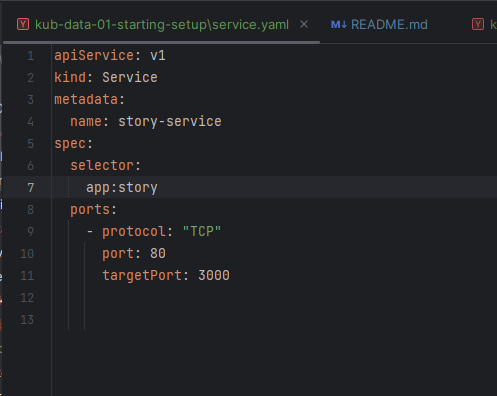 kub-data-01-starting-setup\service.yaml
README.md
1 apiService: v1
2 kind: Service
3 metadata:
4   name: story-service
5 spec:
6   selector:
7     app:story
8   ports:
9     - protocol: "TCP"
10       port: 80
11       targetPort: 3000
12
13